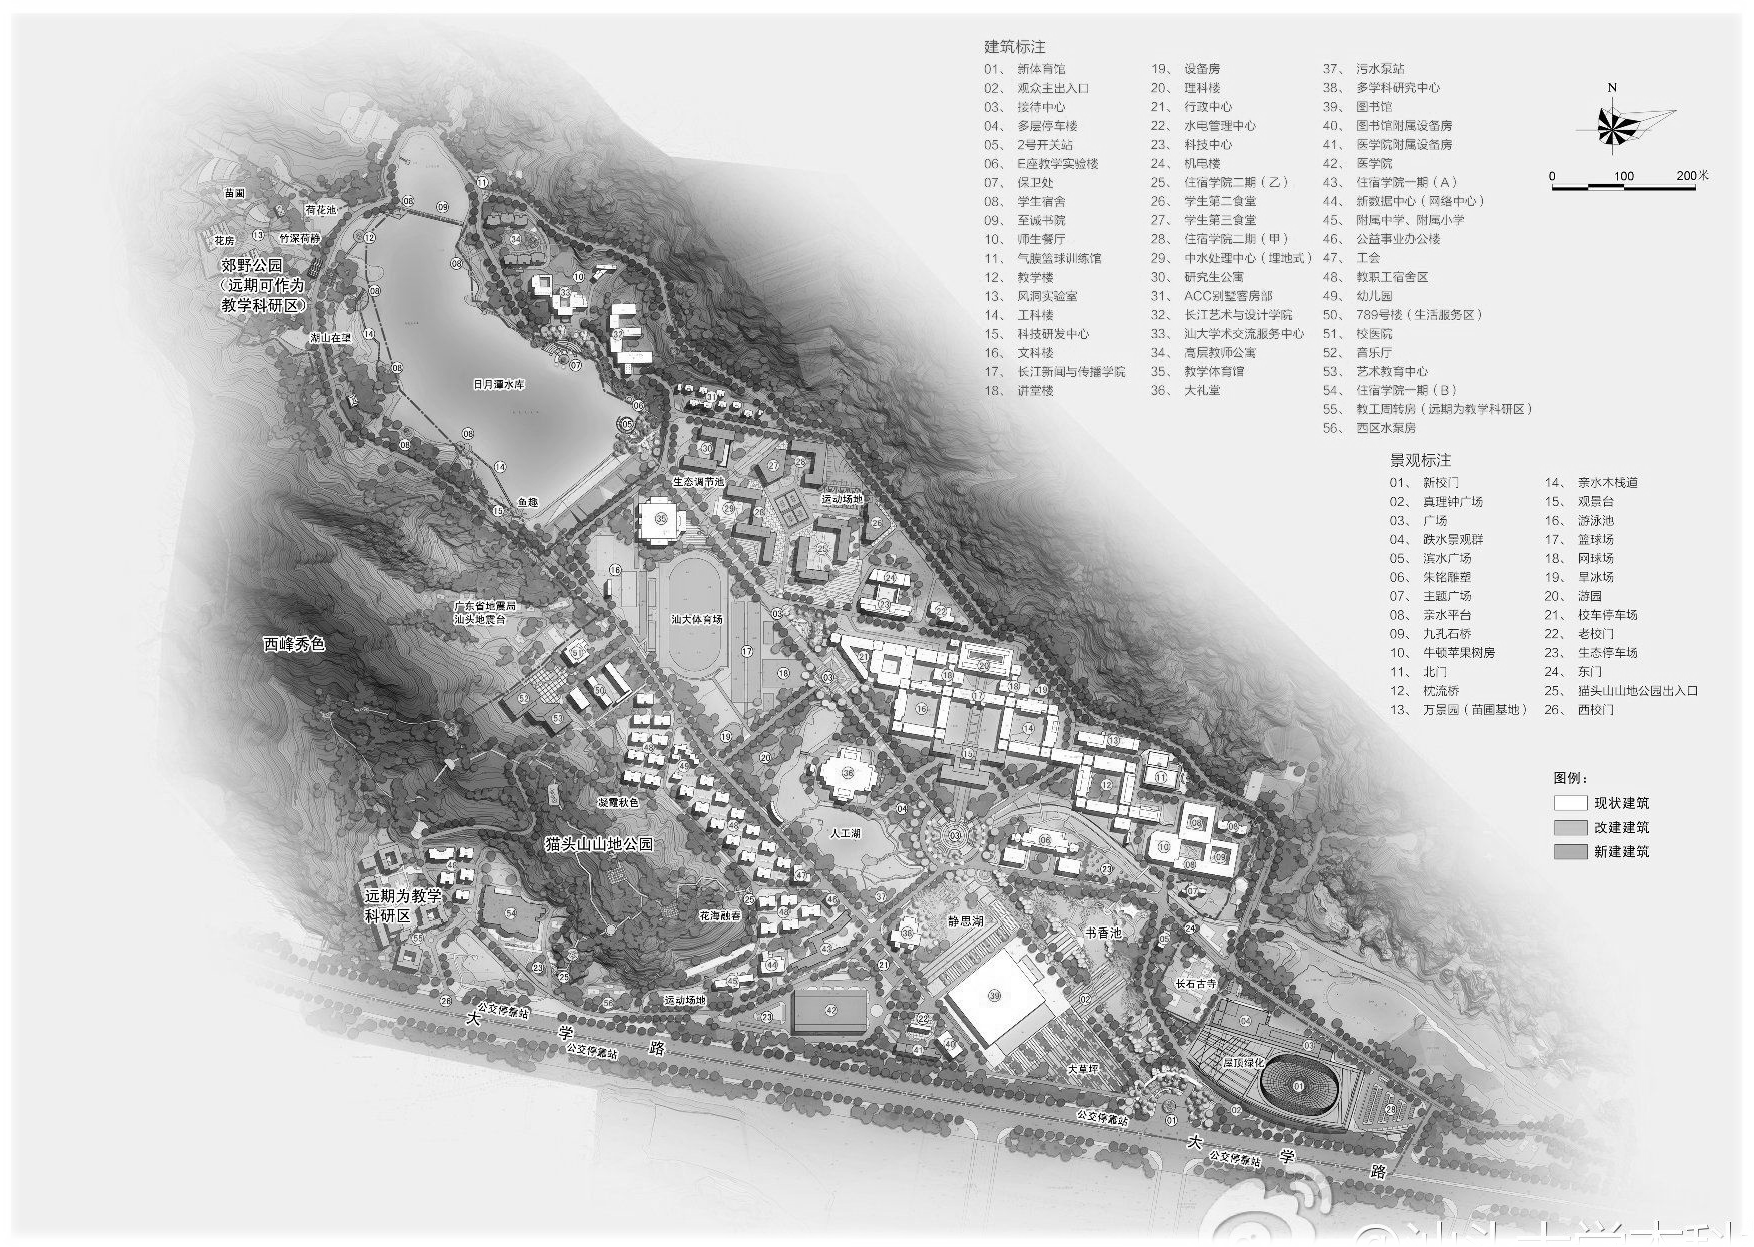 建筑标注
01、 新体育馆
02、 观众主出入口
03、 接待中心
04、 多层停车楼
05、 2号开关站
06、 E座教学实验楼
07、 保卫处
08、 学生宿舍
09、 至诚书院
10、 师生餐厅
11、 气膜篮球训练馆
12、 教学楼
13、 风洞实验室
14、 工科楼
15、 科技研发中心
16、 文科楼
17、 长江新闻与传播学院
18、 讲堂楼
19、 设备房
20、 理科楼
21、 行政中心
22、 水电管理中心
23、 科技中心
24、 机电楼
25、 住宿学院二期（乙）
26、 学生第二食堂
27、 学生第三食堂
28、 住宿学院二期（甲）
29、 中水处理中心（埋地式）
30、 研究生公寓
31、 ACC别墅客房部
32、 长江艺术与设计学院
33、 汕大学术交流服务中心
34、 高层教师公寓
35、 教学体育馆
36、 大礼堂
37、 污水泵站
38、 多学科研究中心
39、 图书馆
40、 图书馆附属设备房
41、 医学院附属设备房
42、 医学院
43、 住宿学院一期（A）
44、 新数据中心（网络中心）
45、 附属中学、附属小学
46、 公益事业办公楼
47、 工会
48、 教职工宿舍区
49、 幼儿园
50、 789号楼（生活服务区）
51、 校医院
52、 音乐厅
53、 艺术教育中心
54、 住宿学院一期（B）
55、 教工周转房（远期为教学科研区）
56、 西区水泵房
景观标注
01、 新校门
02、 真理钟广场
03、 广场
04、 跌水景观群
05、 滨水广场
06、 朱铭雕塑
07、 主题广场
08、 亲水平台
09、 九孔石桥
10、 牛顿苹果树房
11、 北门
12、 枕流桥
13、 万景园（苗圃基地）
14、 亲水木栈道
15、 观景台
16、 游泳池
17、 篮球场
18、 网球场
19、 旱冰场
20、 游园
21、 校车停车场
22、 老校门
23、 生态停车场
24、 东门
25、 猫头山山地公园出入口
26、 西校门
图例：
现状建筑
改建建筑
新建建筑
N
0 100 200米
苗圃
荷花池
花房
竹深荷静
郊野公园
（远期可作为
教学科研区）
湖山在望
日月潭水库
鱼趣
生态调节池
运动场地
广东省地震局
汕头地震台
汕大体育场
西峰秀色
凝霞秋色
猫头山山地公园
人工湖
远期为教学
科研区
花海融春
静思湖
书香池
长石古寺
运动场地
屋顶绿化
大草坪
公交停靠站
大 学 路
公交停靠站
公交停靠站
大 学 路
公交停靠站